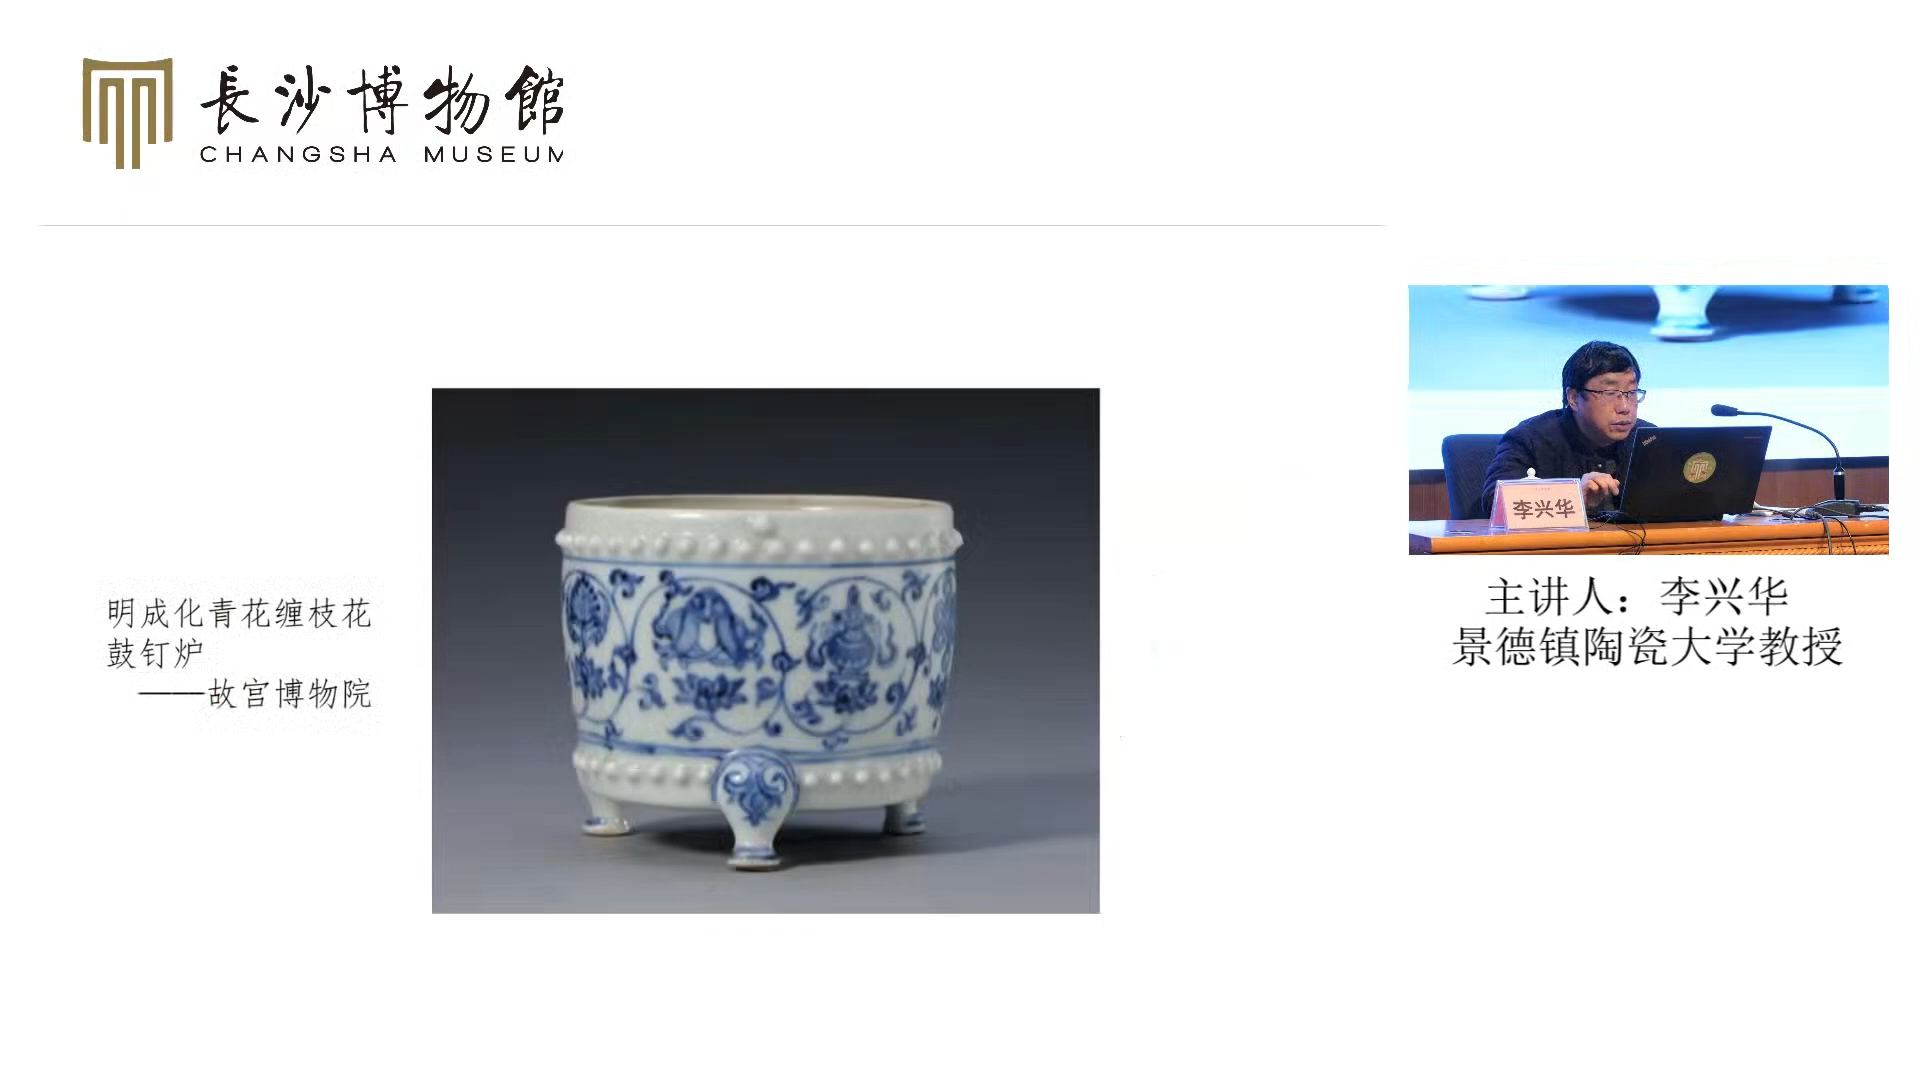 長沙博物館
CHANGSHA MUSEUM
明成化青花缠枝花
鼓钉炉
——故宫博物院
李兴华
主讲人：李兴华
景德镇陶瓷大学教授